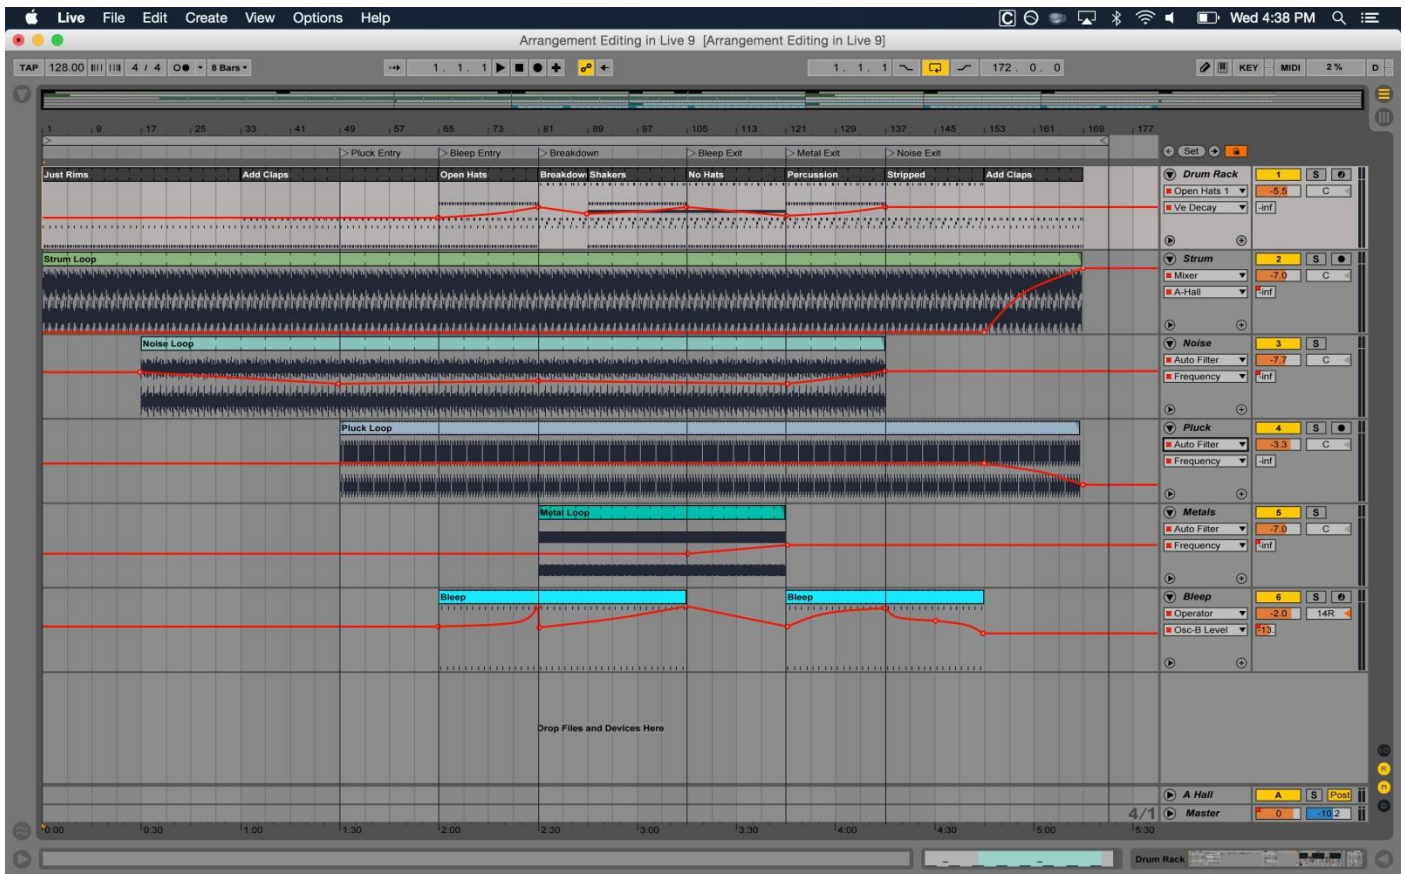 Live File Edit Create View Options Help Wed 4:38 PM
Arrangement Editing in Live 9 [Arrangement Editing in Live 9]
TAP 128.00 4 / 4 8 Bars 1. 1. 1 1. 1. 1 172. 0. 0 KEY MIDI 2 % D
1 9 17 25 33 41 49 57 65 73 81 89 97 105 113 121 129 137 145 153 161 169 177
Pluck Entry Bleep Entry Breakdown Bleep Exit Metal Exit Noise Exit Set
Just Rims Add Claps Open Hats Breakdown Shakers No Hats Percussion Stripped Add Claps Drum Rack 1 S
Open Hats 1 -5.5 C
Ve Decay -inf
Strum Loop Strum 2 S
Mixer -7.0 C
A-Hall -inf
Noise Loop Noise 3 S
Auto Filter -7.7 C
Frequency -inf
Pluck Loop Pluck 4 S
Auto Filter -3.3 C
Frequency -inf
Metal Loop Metals 5 S
Auto Filter -7.0 C
Frequency -inf
Bleep Bleep Bleep 6 S
Operator -2.0 14R
Osc-B Level -13.
Drop Files and Devices Here
A Hall A S Post
4/1 Master 0 -10.2
0:00 0:30 1:00 1:30 2:00 2:30 3:00 3:30 4:00 4:30 5:00 5:30
Drum Rack